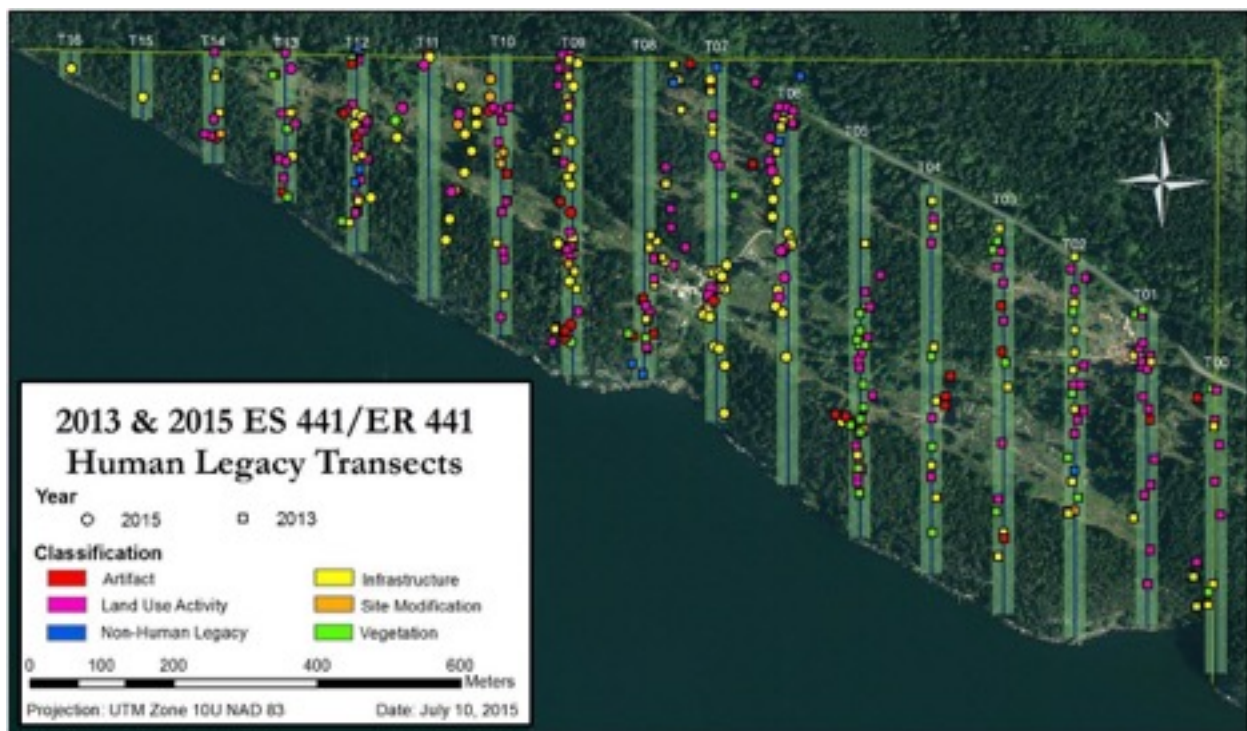 T16 T15 T14 T13 T12 T11 T10 T09 T08 T07
T06
T05
T04
T03
T02
T01
T00
N
2013 & 2015 ES 441/ER 441
Human Legacy Transects
Year
2015 2013
Classification
Artifact Infrastructure
Land Use Activity Site Modification
Non-Human Legacy Vegetation
0 100 200 400 600
Meters
Projection: UTM Zone 10U NAD 83 Date: July 10, 2015